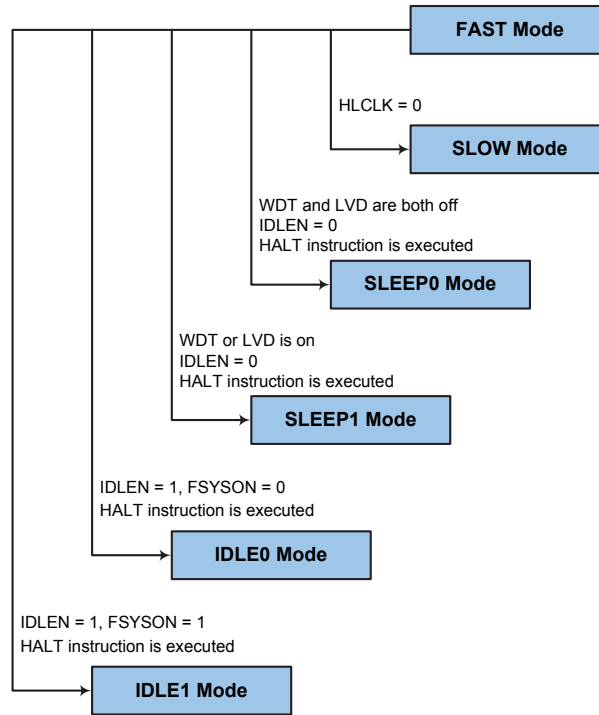 FAST Mode
HLCLK = 0
SLOW Mode
WDT and LVD are both off
IDLEN = 0
HALT instruction is executed
SLEEP0 Mode
WDT or LVD is on
IDLEN = 0
HALT instruction is executed
SLEEP1 Mode
IDLEN = 1, FSYSON = 0
HALT instruction is executed
IDLE0 Mode
IDLEN = 1, FSYSON = 1
HALT instruction is executed
IDLE1 Mode